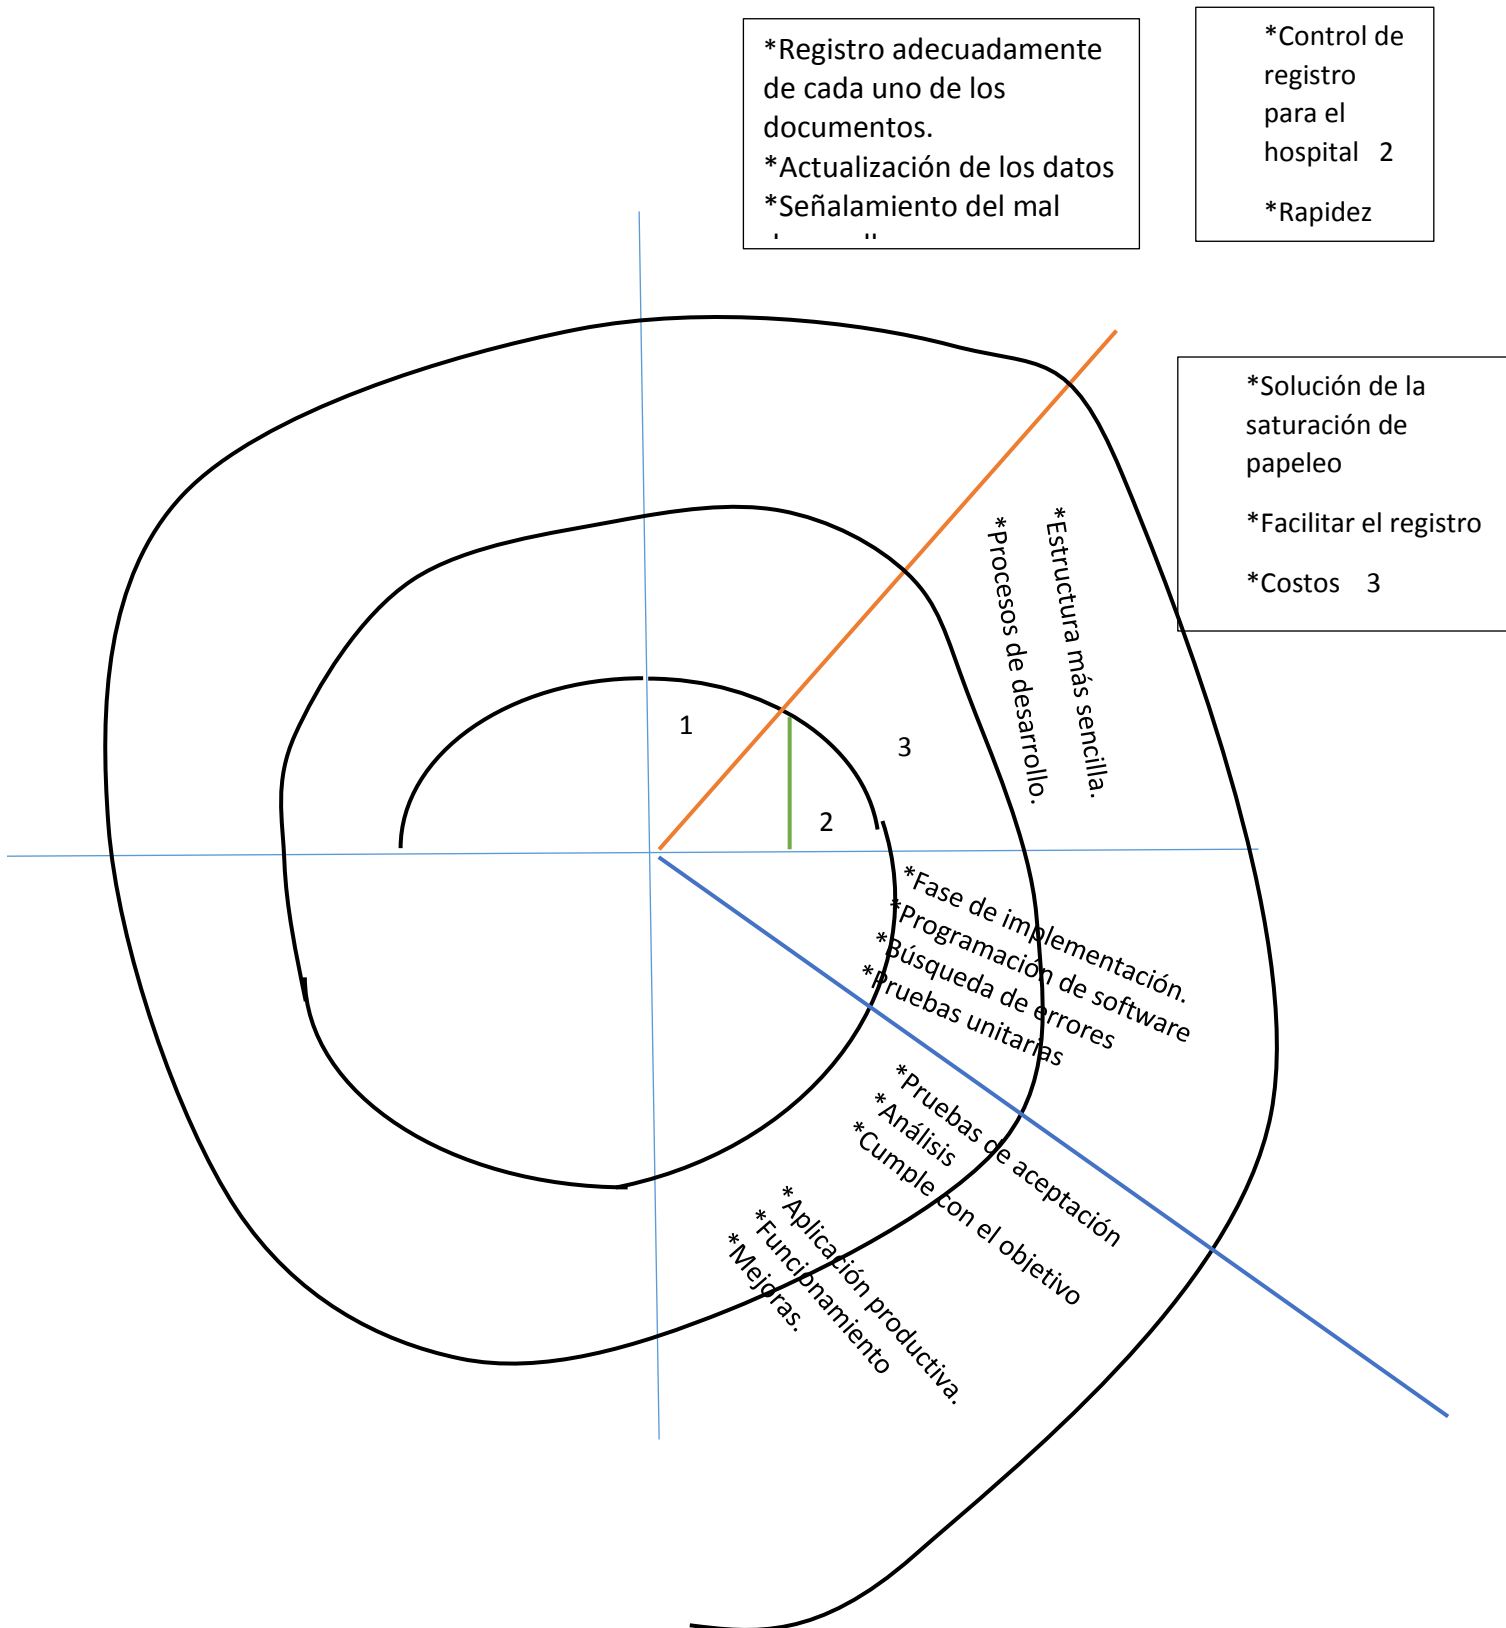 *Registro adecuadamente
de cada uno de los
documentos.
*Actualización de los datos
*Señalamiento del mal
*Control de
registro
para el
hospital 2
*Rapidez
*Solución de la
saturación de
papeleo
*Facilitar el registro
*Costos 3
*Estructura más sencilla.
*Procesos de desarrollo.
1
3
2
*Fase de implementación.
*Programación de software
*Búsqueda de errores
*Pruebas unitarias
*Pruebas de aceptación
*Análisis
*Cumple con el objetivo
*Aplicación productiva.
*Funcionamiento
*Mejoras.